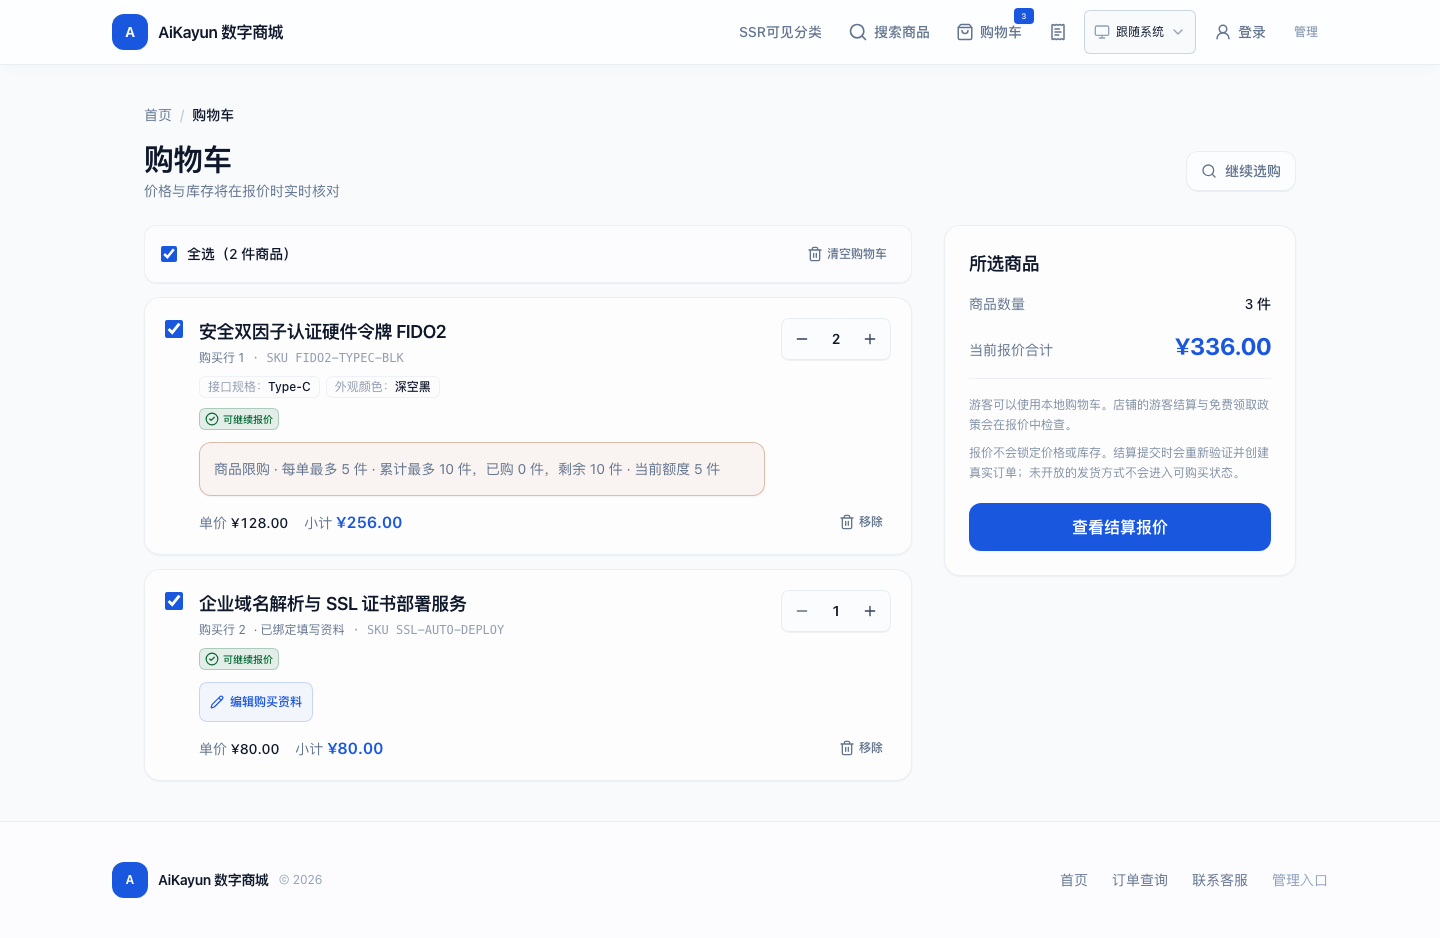 A AiKayun 数字商城 SSR可见分类 搜索商品 购物车 3 跟随系统 登录 管理
首页 / 购物车
购物车
价格与库存将在报价时实时核对
继续选购
全选（2 件商品） 清空购物车
安全双因子认证硬件令牌 FIDO2
2
购买行 1 · SKU FIDO2-TYPEC-BLK
接口规格： Type-C 外观颜色： 深空黑
可继续报价
商品限购 · 每单最多 5 件 · 累计最多 10 件，已购 0 件，剩余 10 件 · 当前额度 5 件
单价 ¥128.00 小计 ¥256.00 移除
企业域名解析与 SSL 证书部署服务
1
购买行 2 · 已绑定填写资料 · SKU SSL-AUTO-DEPLOY
可继续报价
编辑购买资料
单价 ¥80.00 小计 ¥80.00 移除
所选商品
商品数量 3 件
当前报价合计 ¥336.00
游客可以使用本地购物车。店铺的游客结算与免费领取政
策会在报价中检查。
报价不会锁定价格或库存。结算提交时会重新验证并创建
真实订单；未开放的发货方式不会进入可购买状态。
查看结算报价
A AiKayun 数字商城 © 2026 首页 订单查询 联系客服 管理入口